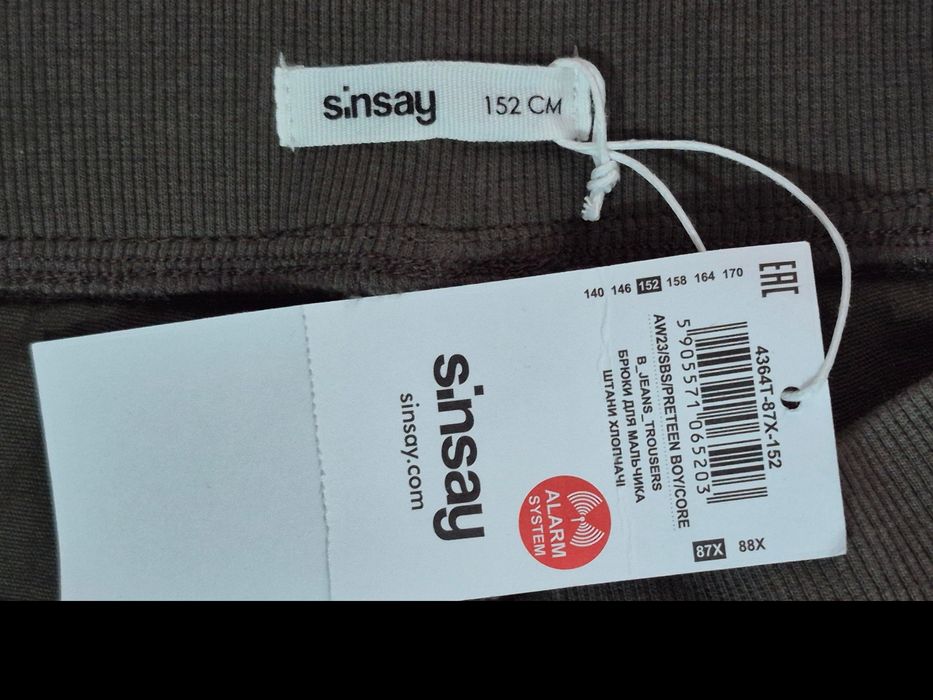 sinsay 152 CM
EAC
4364T-87X-152
5 905571 065203
AW23/SBS/PRETEEN BOY/CORE
B_JEANS_TROUSERS
БРЮКИ ДЛЯ МАЛЬЧИКА
ШТАНИ ХЛОПЧАЧІ
140 146 152 158 164 170
87X 88X
ALARM
SYSTEM
sinsay
sinsay.com